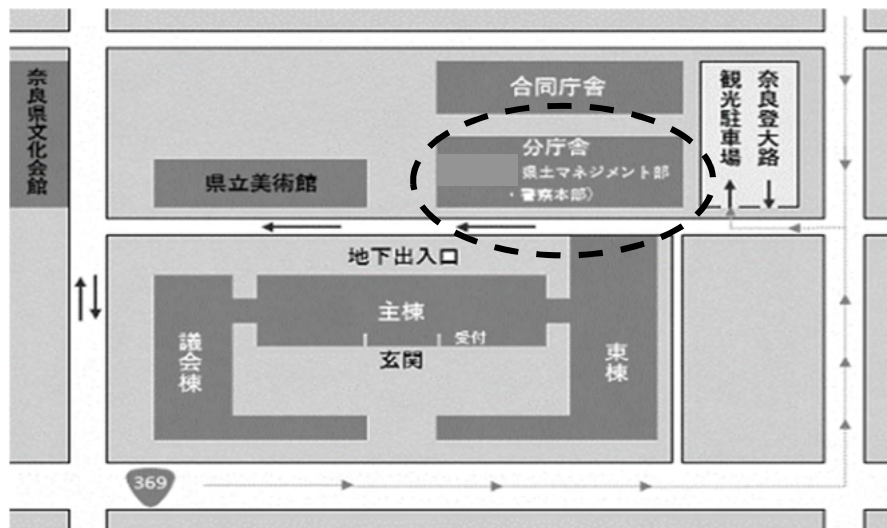 奈良県文化会館
合同庁舎
分庁舎
県土マネジメント部
・警察本部）
県立美術館
観光駐車場
奈良登大路
地下出入口
主棟
受付
玄関
議会棟
東棟
369